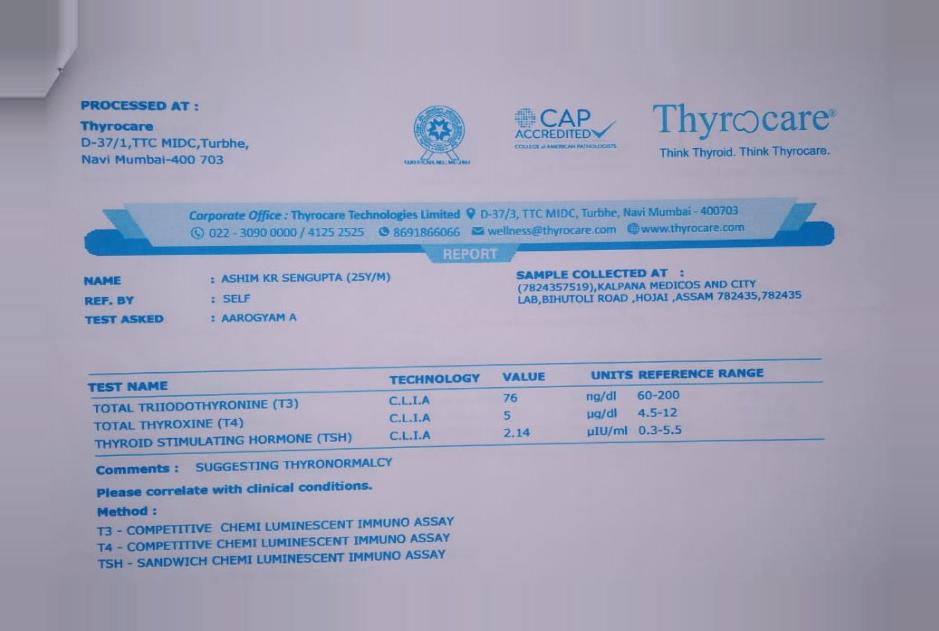 PROCESSED AT :
Thyrocare
D-37/1,TTC MIDC,Turbhe,
Navi Mumbai-400 703
CAP
ACCREDITED
COLLEGE of AMERICAN PATHOLOGISTS
Thyrocare®
Think Thyroid. Think Thyrocare.
Corporate Office : Thyrocare Technologies Limited D-37/3, TTC MIDC, Turbhe, Navi Mumbai - 400703
022 - 3090 0000 / 4125 2525 8691866066 wellness@thyrocare.com www.thyrocare.com
REPORT
NAME : ASHIM KR SENGUPTA (25Y/M)
REF. BY : SELF
TEST ASKED : AAROGYAM A
SAMPLE COLLECTED AT :
(7824357519),KALPANA MEDICOS AND CITY
LAB,BIHUTOLI ROAD ,HOJAI ,ASSAM 782435,782435
TEST NAME TECHNOLOGY VALUE UNITS REFERENCE RANGE
TOTAL TRIIODOTHYRONINE (T3) C.L.I.A 76 ng/dl 60-200
TOTAL THYROXINE (T4) C.L.I.A 5 µg/dl 4.5-12
THYROID STIMULATING HORMONE (TSH) C.L.I.A 2.14 µIU/ml 0.3-5.5
Comments : SUGGESTING THYRONORMALCY
Please correlate with clinical conditions.
Method :
T3 - COMPETITIVE CHEMI LUMINESCENT IMMUNO ASSAY
T4 - COMPETITIVE CHEMI LUMINESCENT IMMUNO ASSAY
TSH - SANDWICH CHEMI LUMINESCENT IMMUNO ASSAY